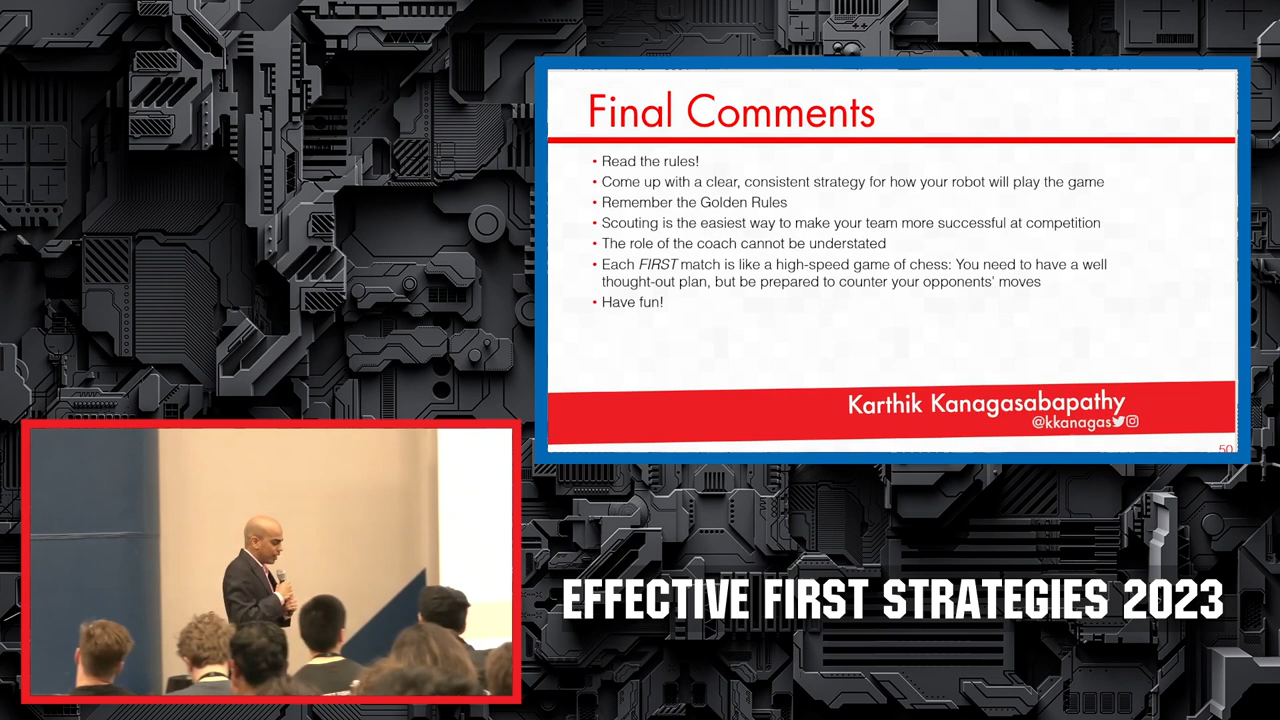 Final Comments
• Read the rules!
• Come up with a clear, consistent strategy for how your robot will play the game
• Remember the Golden Rules
• Scouting is the easiest way to make your team more successful at competition
• The role of the coach cannot be understated
• Each FIRST match is like a high-speed game of chess: You need to have a well
thought-out plan, but be prepared to counter your opponents' moves
• Have fun!
Karthik Kanagasabapathy
@kkanagas
50
EFFECTIVE FIRST STRATEGIES 2023